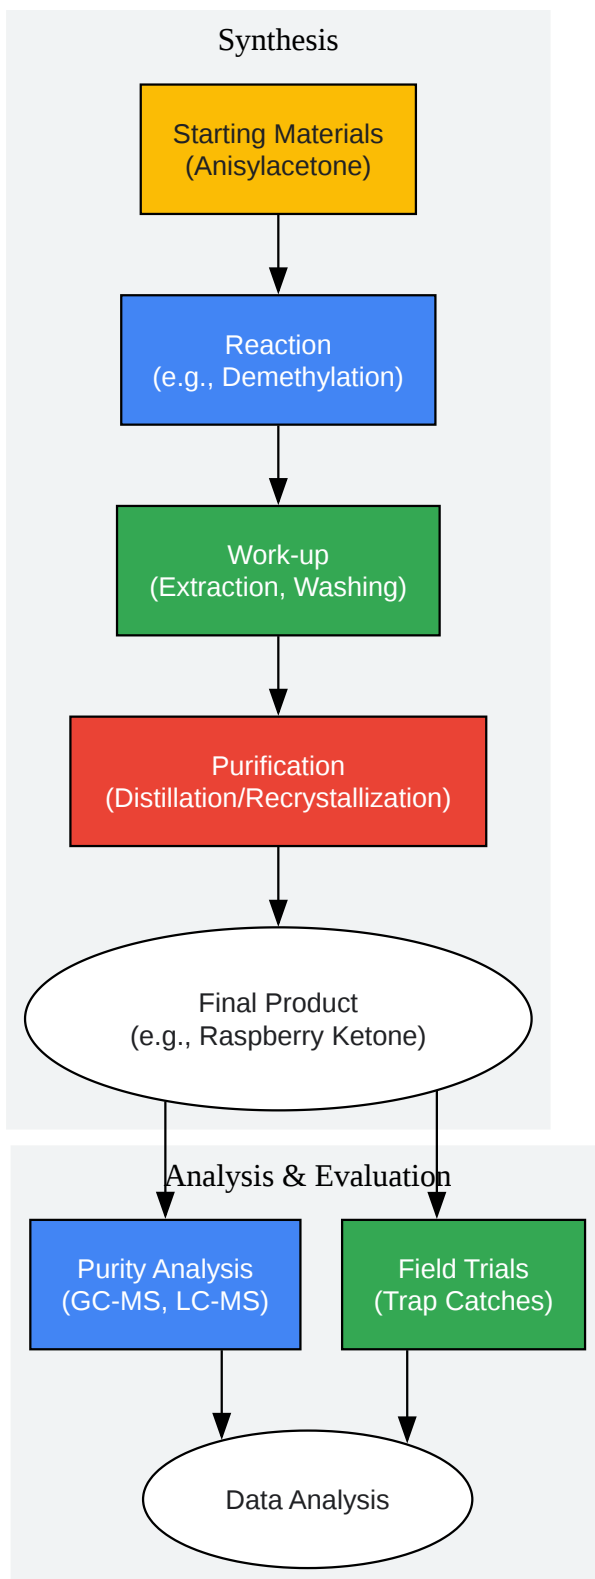 Synthesis
Starting Materials
(Anisylacetone)
Reaction
(e.g., Demethylation)
Work-up
(Extraction, Washing)
Purification
(Distillation/Recrystallization)
Final Product
(e.g., Raspberry Ketone)
Analysis & Evaluation
Purity Analysis
(GC-MS, LC-MS)
Field Trials
(Trap Catches)
Data Analysis